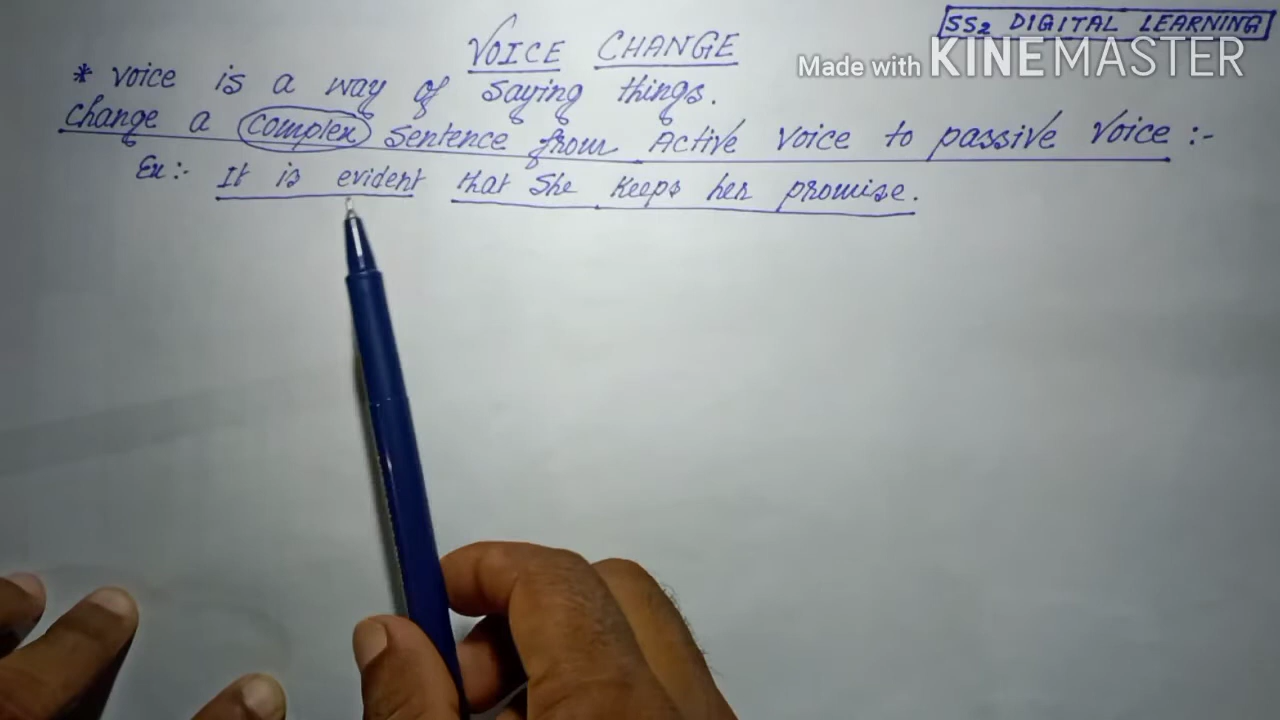 SS2 DIGITAL LEARNING
Made with KINEMASTER
VOICE CHANGE
* Voice is a way of saying things.
Change a complex sentence from Active voice to passive voice :-
Ex :- It is evident that She keeps her promise.